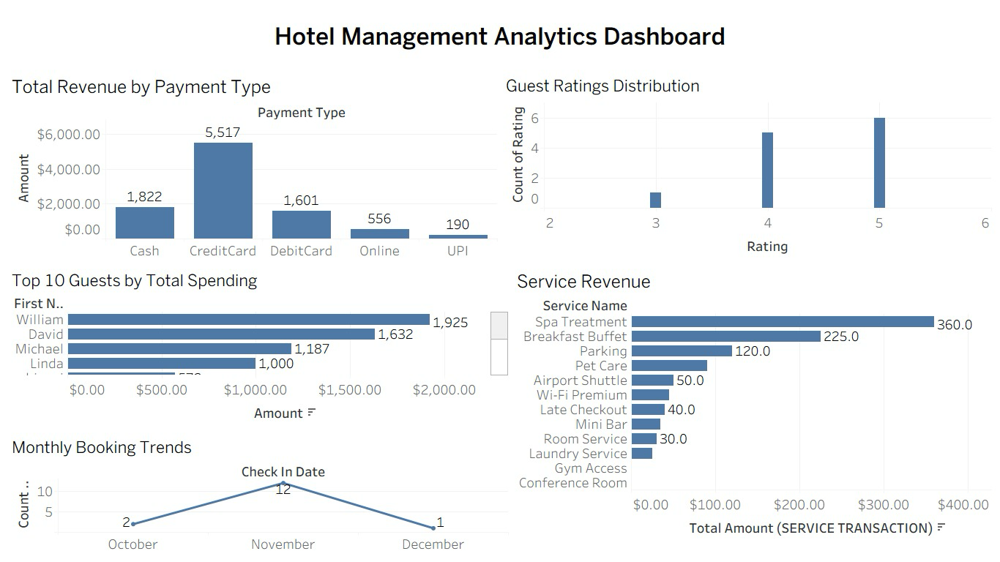 Hotel Management Analytics Dashboard
Total Revenue by Payment Type
Payment Type
Amount
$6,000.00
$4,000.00
$2,000.00
$0.00
1,822
5,517
1,601
556
190
Cash
CreditCard
DebitCard
Online
UPI
Guest Ratings Distribution
Count of Rating
6
4
2
0
2
3
4
5
6
Rating
Top 10 Guests by Total Spending
First N..
William
1,925
David
1,632
Michael
1,187
Linda
1,000
$0.00
$500.00
$1,000.00
$1,500.00
$2,000.00
Amount
Service Revenue
Service Name
Spa Treatment
360.0
Breakfast Buffet
225.0
Parking
120.0
Pet Care
Airport Shuttle
50.0
Wi-Fi Premium
Late Checkout
40.0
Mini Bar
Room Service
30.0
Laundry Service
Gym Access
Conference Room
$0.00
$100.00
$200.00
$300.00
$400.00
Total Amount (SERVICE TRANSACTION)
Monthly Booking Trends
Check In Date
Count ..
10
5
2
12
1
October
November
December